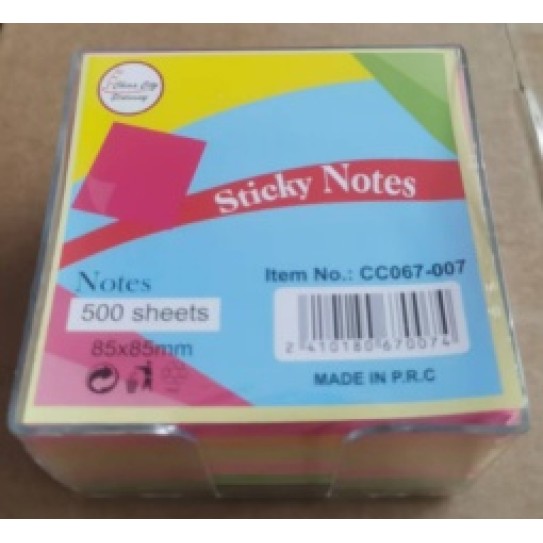 Sticky Notes
Notes
500 sheets
85x85mm
Item No.: CC067-007
2 410180 670074
MADE IN P.R.C